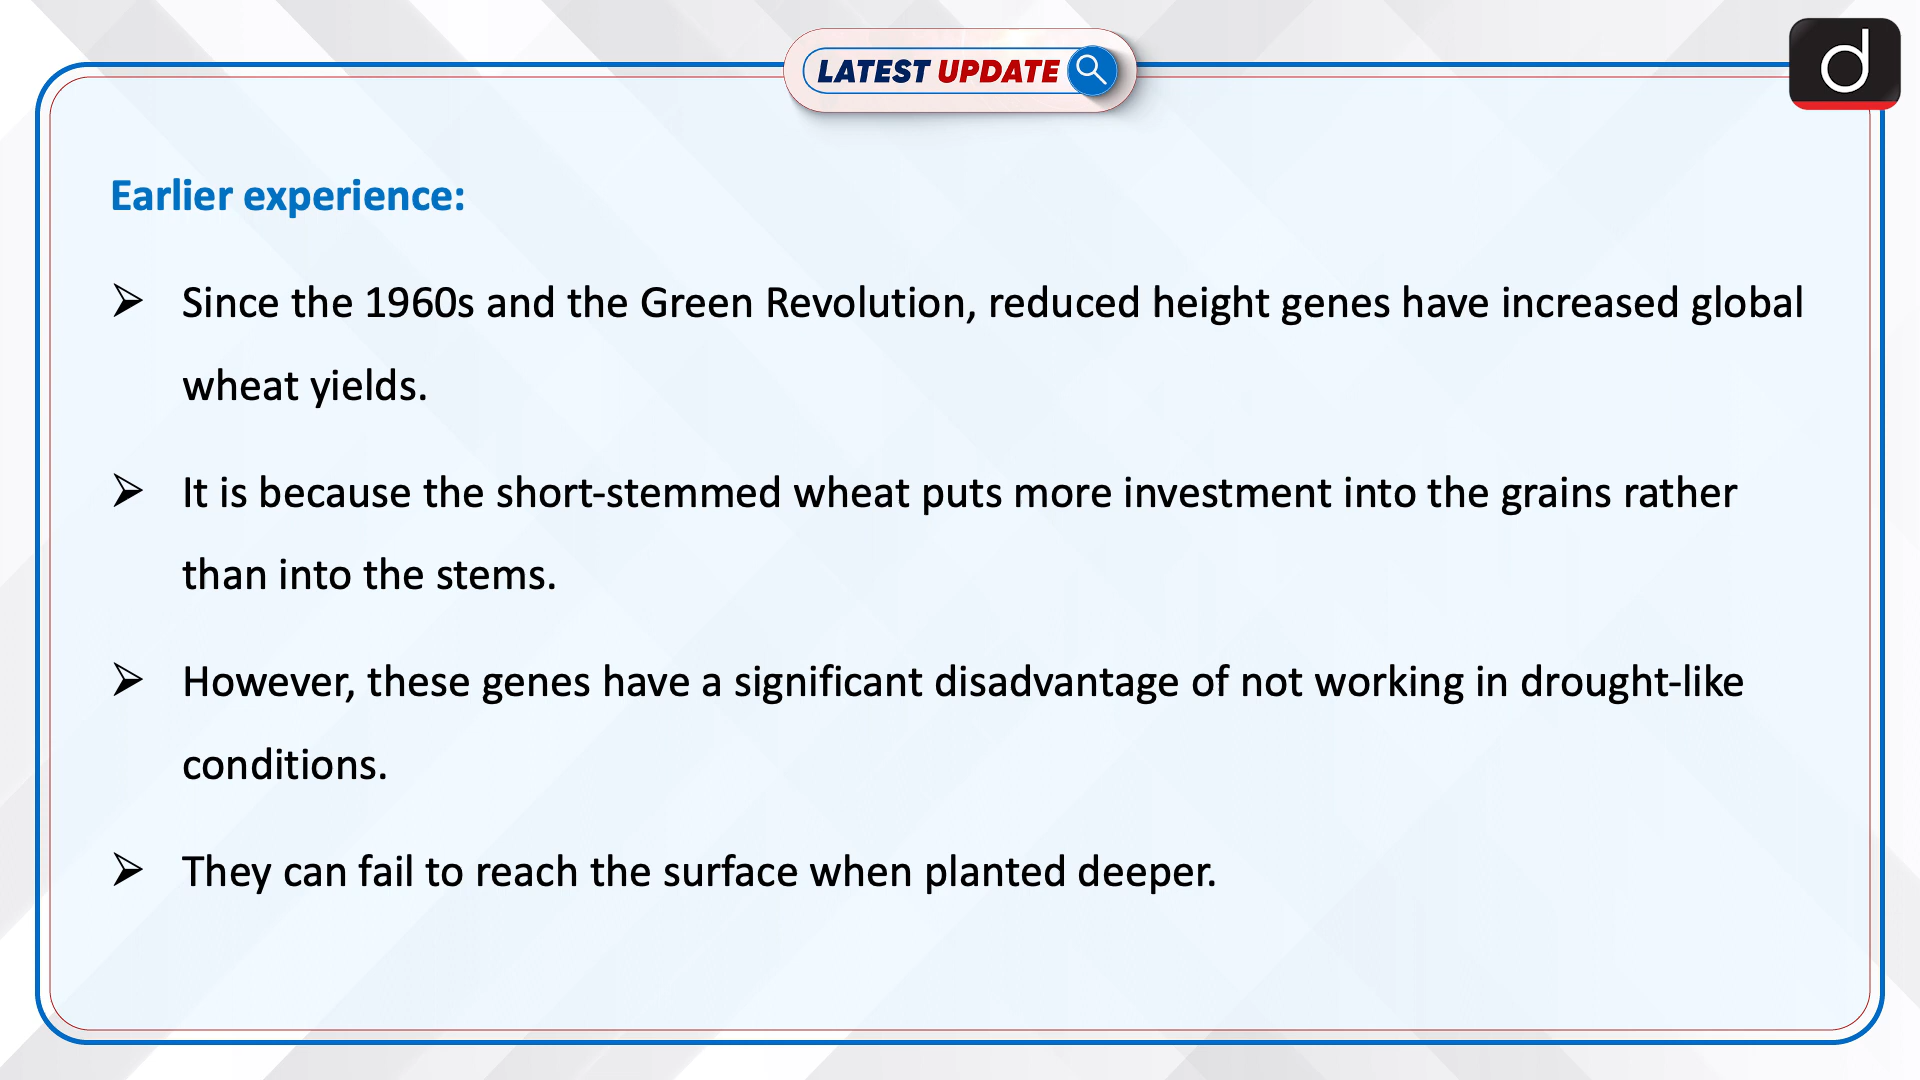 LATEST UPDATE
d
Earlier experience:
➢ Since the 1960s and the Green Revolution, reduced height genes have increased global
wheat yields.
➢ It is because the short-stemmed wheat puts more investment into the grains rather
than into the stems.
➢ However, these genes have a significant disadvantage of not working in drought-like
conditions.
➢ They can fail to reach the surface when planted deeper.